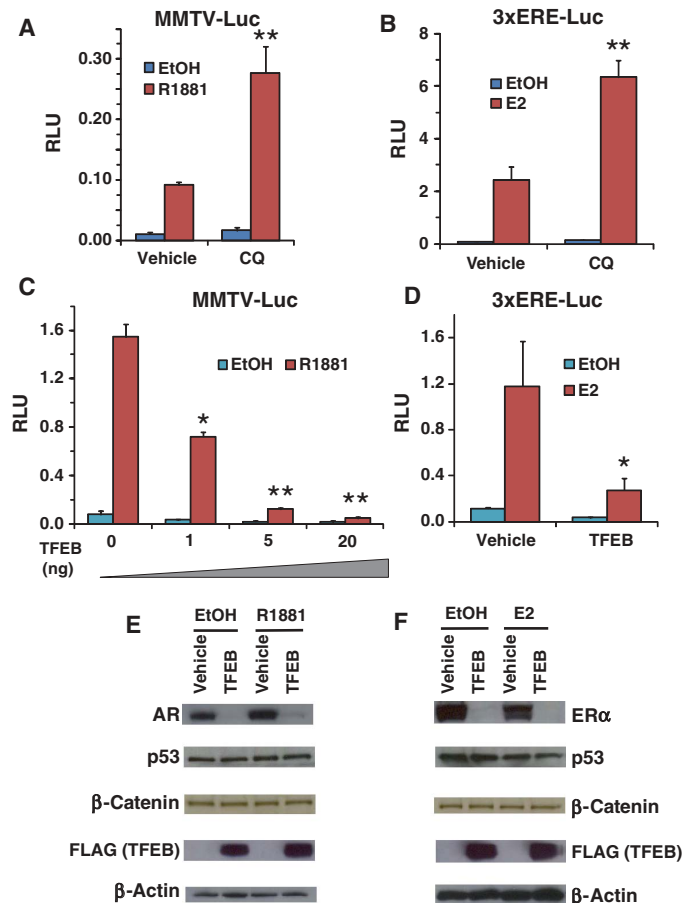 A
MMTV-Luc
**
EtOH
R1881
RLU
0.30
0.20
0.10
0.00
Vehicle
CQ
B
3xERE-Luc
**
EtOH
E2
RLU
8
6
4
2
0
Vehicle
CQ
C
MMTV-Luc
EtOH
R1881
RLU
1.6
1.2
0.8
0.4
0.0
*
**
**
TFEB
(ng)
0
1
5
20
D
3xERE-Luc
EtOH
E2
RLU
1.6
1.2
0.8
0.4
0.0
*
Vehicle
TFEB
E
EtOH
R1881
Vehicle
TFEB
Vehicle
TFEB
AR
p53
β-Catenin
FLAG (TFEB)
β-Actin
F
EtOH
E2
Vehicle
TFEB
Vehicle
TFEB
ERα
p53
β-Catenin
FLAG (TFEB)
β-Actin